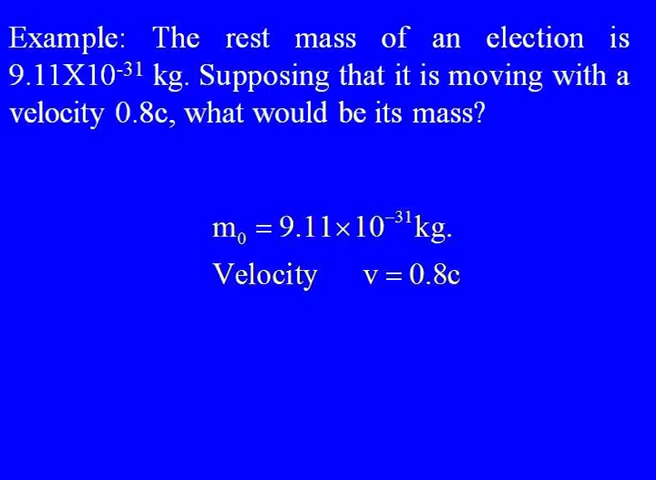 Example: The rest mass of an election is
9.11X10⁻³¹ kg. Supposing that it is moving with a
velocity 0.8c, what would be its mass?
m₀ = 9.11×10⁻³¹kg.
Velocity v = 0.8c